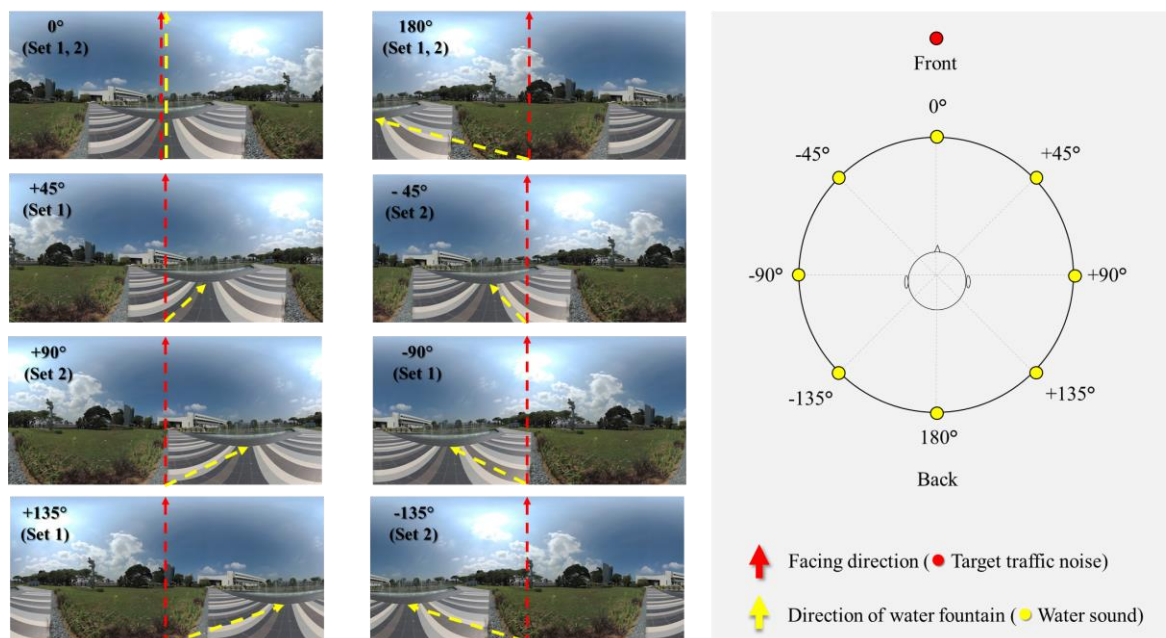 0°
(Set 1, 2)
180°
(Set 1, 2)
+45°
(Set 1)
- 45°
(Set 2)
+90°
(Set 2)
-90°
(Set 1)
+135°
(Set 1)
-135°
(Set 2)
Front
0°
-45°
+45°
-90°
+90°
-135°
+135°
180°
Back
Facing direction ( Target traffic noise)
Direction of water fountain ( Water sound)